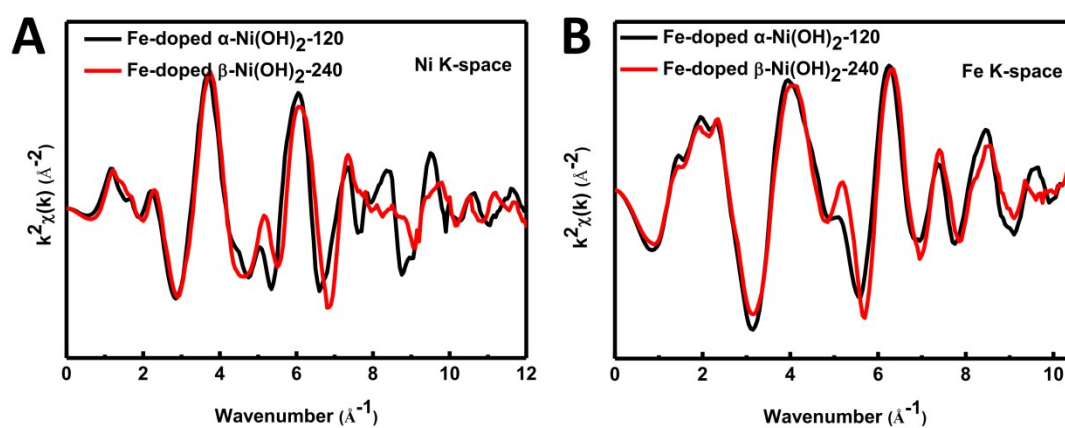 A
Fe-doped α-Ni(OH)2-120
Fe-doped β-Ni(OH)2-240
Ni K-space
k²χ(k) (Å⁻²)
0 2 4 6 8 10 12
Wavenumber (Å⁻¹)
B
Fe-doped α-Ni(OH)2-120
Fe-doped β-Ni(OH)2-240
Fe K-space
k²χ(k) (Å⁻²)
0 2 4 6 8 10
Wavenumber (Å⁻¹)